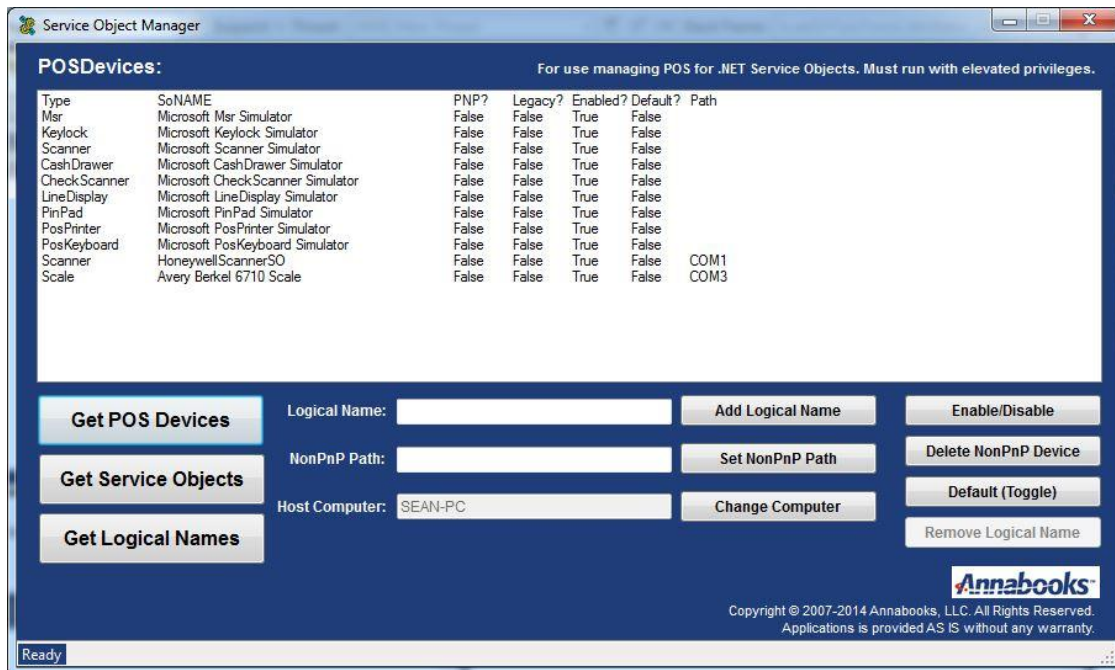 Service Object Manager
POSDevices:
For use managing POS for .NET Service Objects. Must run with elevated privileges.
Type SoNAME PNP? Legacy? Enabled? Default? Path
Msr Microsoft Msr Simulator False False True False
Keylock Microsoft Keylock Simulator False False True False
Scanner Microsoft Scanner Simulator False False True False
CashDrawer Microsoft CashDrawer Simulator False False True False
CheckScanner Microsoft CheckScanner Simulator False False True False
LineDisplay Microsoft LineDisplay Simulator False False True False
PinPad Microsoft PinPad Simulator False False True False
PosPrinter Microsoft PosPrinter Simulator False False True False
PosKeyboard Microsoft PosKeyboard Simulator False False True False
Scanner HoneywellScannerSO False False True False COM1
Scale Avery Berkel 6710 Scale False False True False COM3
Get POS Devices
Get Service Objects
Get Logical Names
Logical Name:
Add Logical Name
NonPnP Path:
Set NonPnP Path
Host Computer: SEAN-PC
Change Computer
Enable/Disable
Delete NonPnP Device
Default (Toggle)
Remove Logical Name
Annabooks™
Copyright © 2007-2014 Annabooks, LLC. All Rights Reserved.
Applications is provided AS IS without any warranty.
Ready